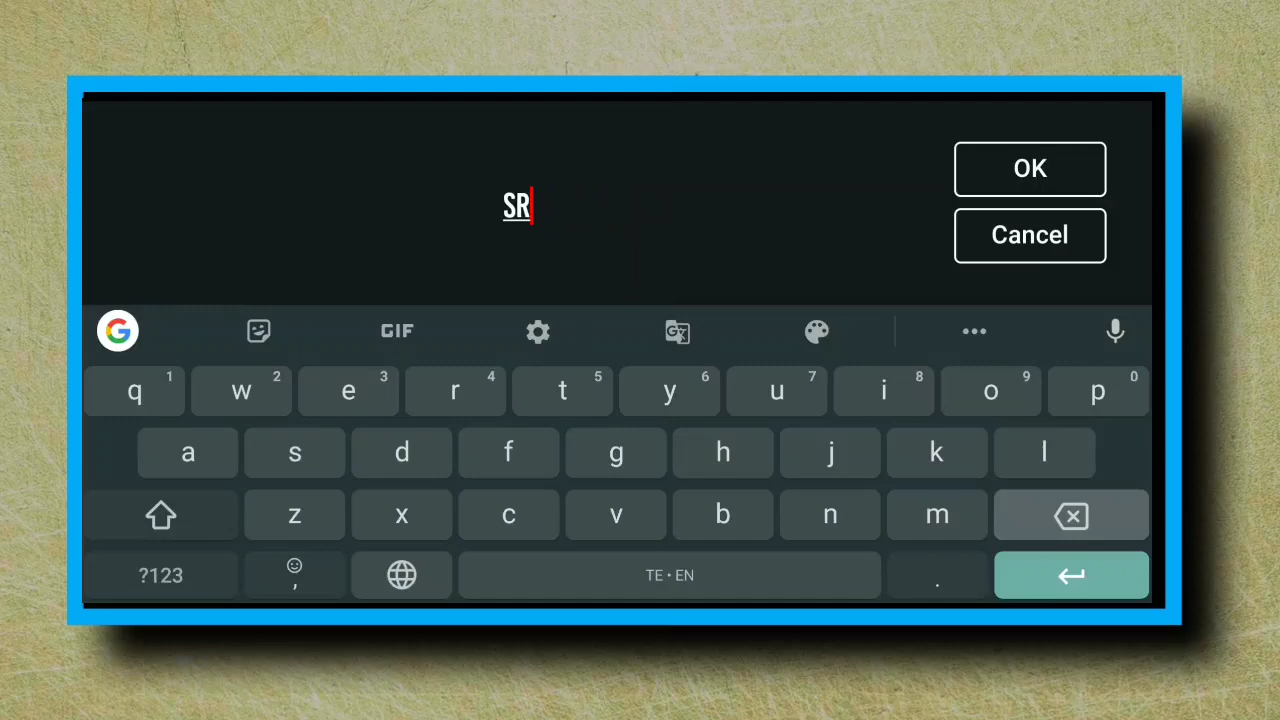 OK
SR
Cancel
G GIF
q 1 w 2 e 3 r 4 t 5 y 6 u 7 i 8 o 9 p 0
a s d f g h j k l
z x c v b n m
?123 , TE • EN .